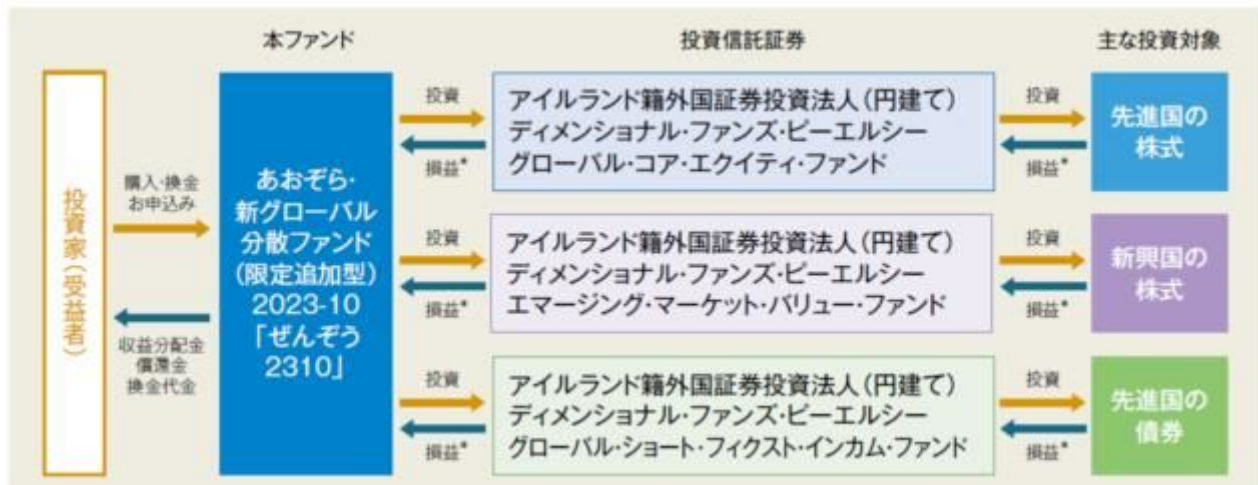 本ファンド
投資信託証券
主な投資対象
投資家(受益者)
購入・換金
お申込み
収益分配金
償還金
換金代金
あおぞら・
新グローバル
分散ファンド
(限定追加型)
2023-10
「ぜんぞう
2310」
投資
損益*
アイルランド籍外国証券投資法人(円建て)
ディメンショナル・ファンズ・ピーエルシー
グローバル・コア・エクイティ・ファンド
投資
損益*
先進国の
株式
投資
損益*
アイルランド籍外国証券投資法人(円建て)
ディメンショナル・ファンズ・ピーエルシー
エマージング・マーケット・バリュー・ファンド
投資
損益*
新興国の
株式
投資
損益*
アイルランド籍外国証券投資法人(円建て)
ディメンショナル・ファンズ・ピーエルシー
グローバル・ショート・フィクスト・インカム・ファンド
投資
損益*
先進国の
債券